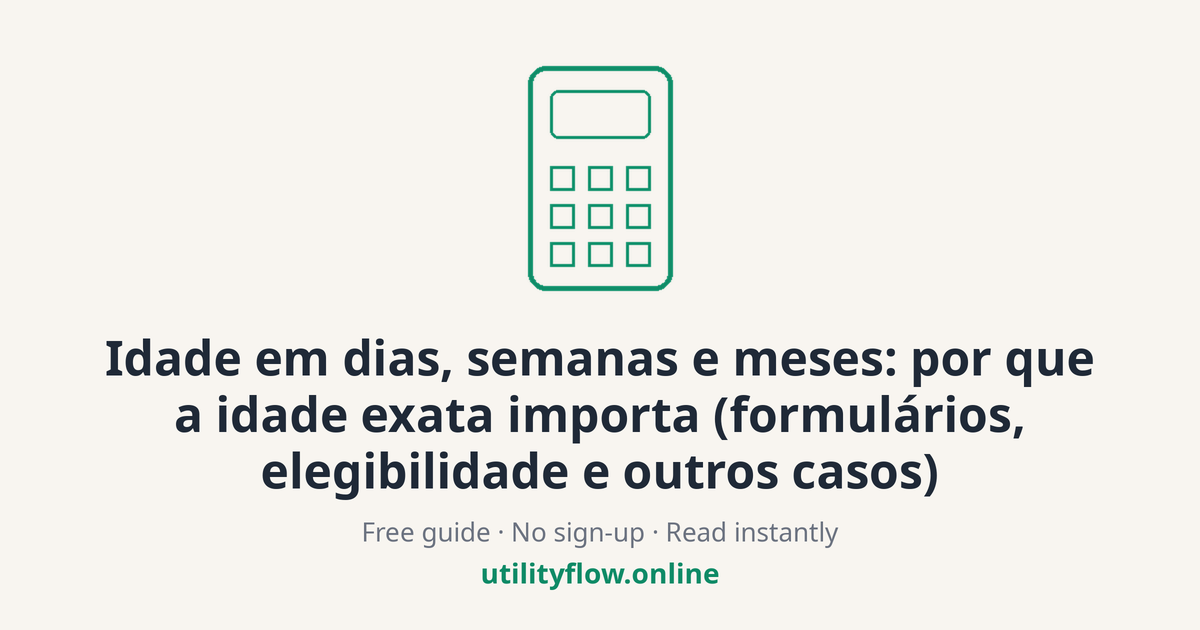 Idade em dias, semanas e meses: por que
a idade exata importa (formulários,
elegibilidade e outros casos)
Free guide · No sign-up · Read instantly
utilityflow.online